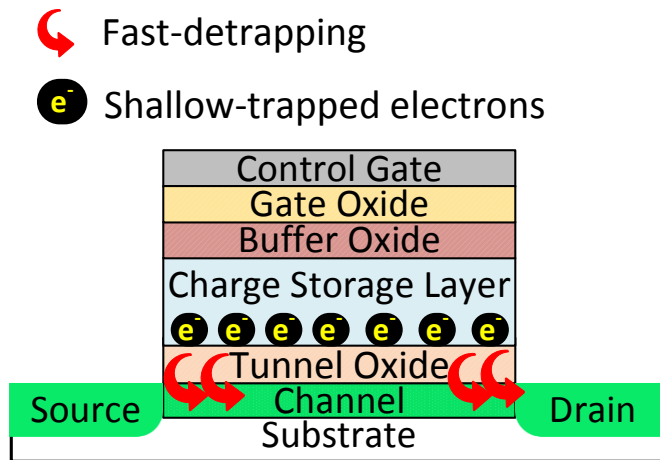 Fast-detrapping
e⁻ Shallow-trapped electrons
Control Gate
Gate Oxide
Buffer Oxide
Charge Storage Layer
e⁻ e⁻ e⁻ e⁻ e⁻ e⁻ e⁻
Tunnel Oxide
Source Channel Drain
Substrate